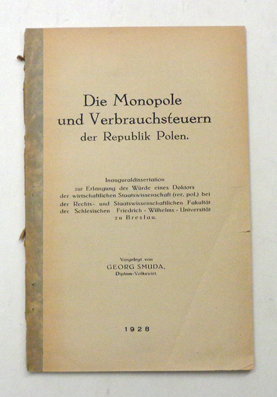 Die Monopole
und Verbrauchsteuern
der Republik Polen.
Inauguraldissertation
zur Erlangung der Würde eines Doktors
der wirtschaftlichen Staatswissenschaft (rer. pol.) bei
der Rechts- und Staatswissenschaftlichen Fakultät
der Schlesischen Friedrich-Wilhelms-Universität
zu Breslau.
Vorgelegt von
GEORG SMUDA,
Diplom-Volkswirt.
1928